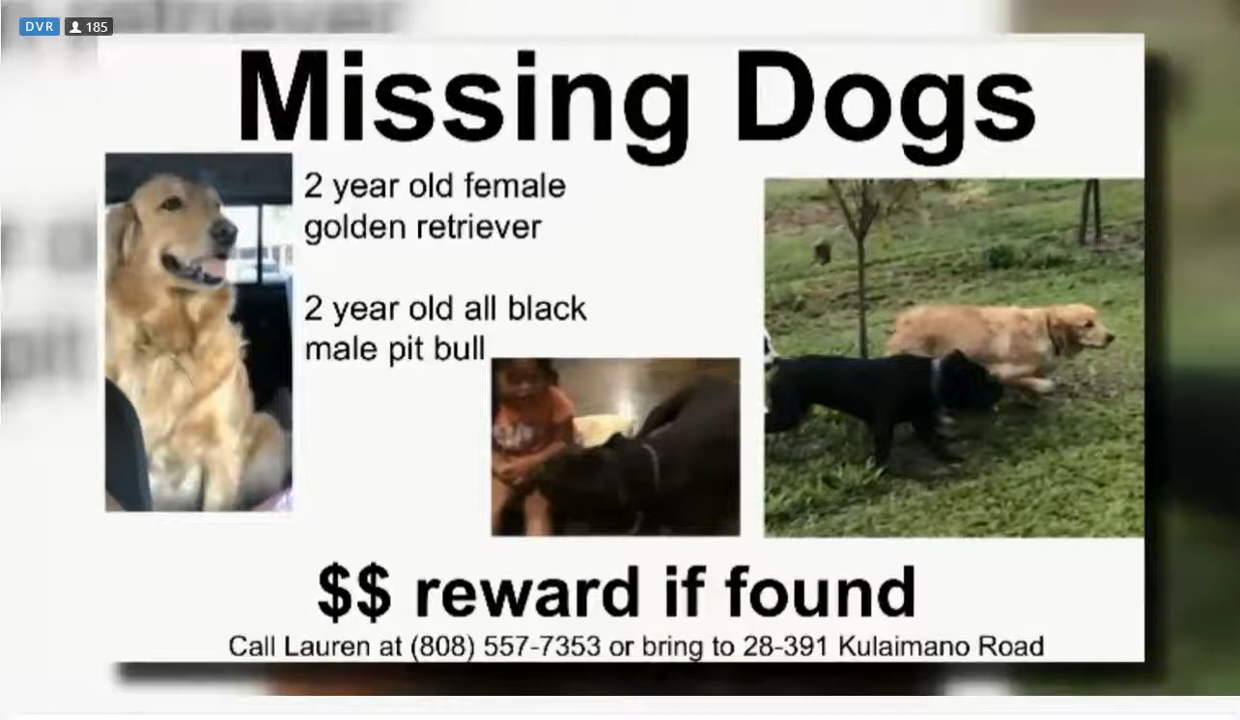 DVR 185
Missing Dogs
2 year old female
golden retriever
2 year old all black
male pit bull
$$ reward if found
Call Lauren at (808) 557-7353 or bring to 28-391 Kulaimano Road